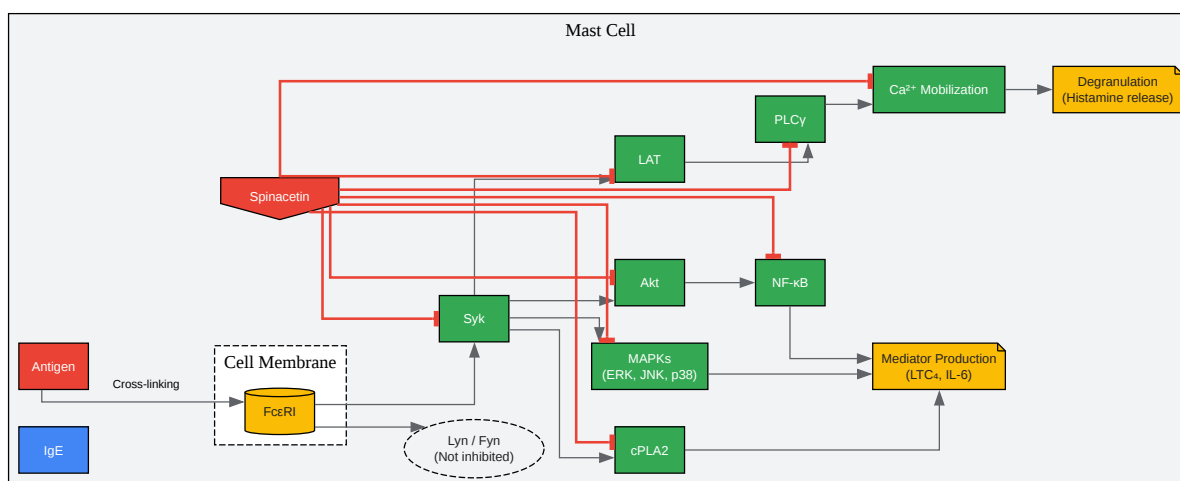 Mast Cell
Ca²⁺ Mobilization
Degranulation
(Histamine release)
PLCγ
LAT
Spinacetin
Akt
NF-κB
Syk
Antigen
Cross-linking
Cell Membrane
FcεRI
MAPKs
(ERK, JNK, p38)
Mediator Production
(LTC₄, IL-6)
IgE
Lyn / Fyn
(Not inhibited)
cPLA2